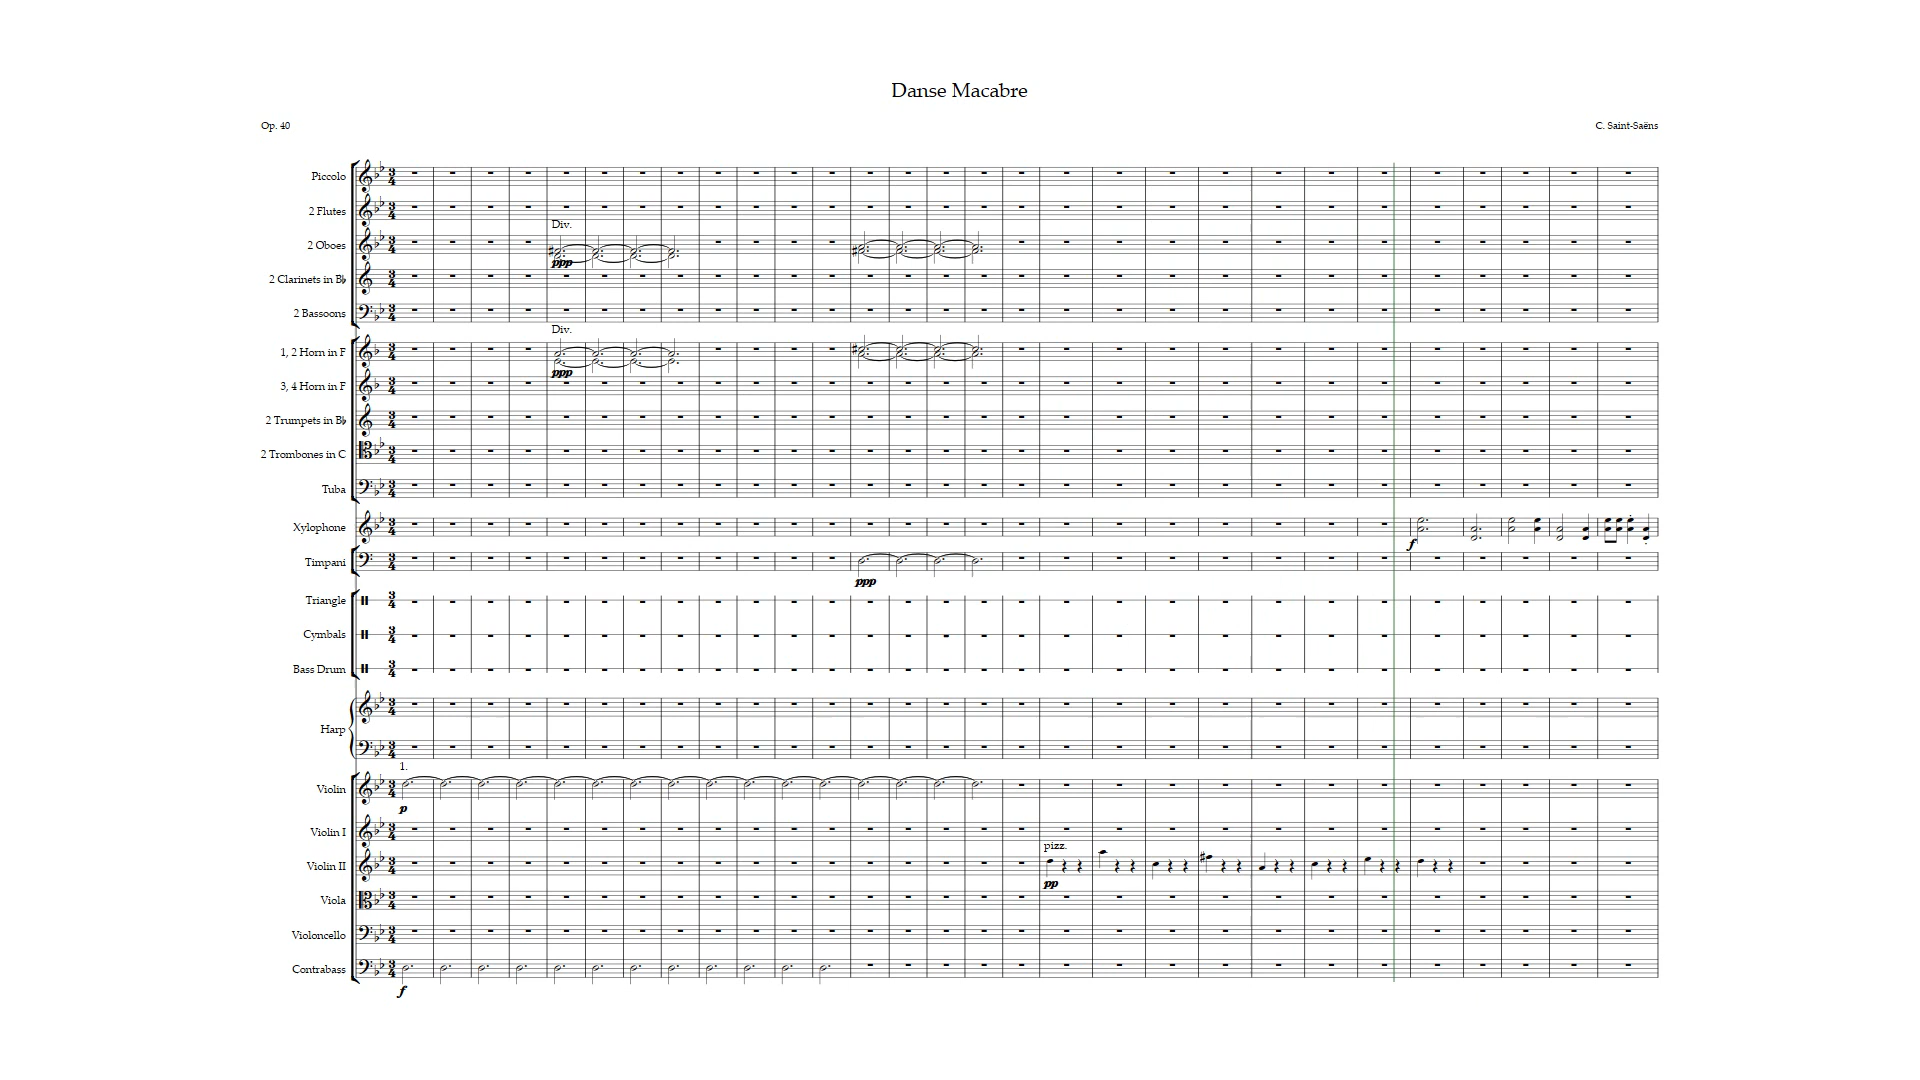 Danse Macabre
Op. 40
C. Saint-Saëns
Piccolo
2 Flutes
Div.
2 Oboes
ppp
2 Clarinets in B♭
2 Bassoons
Div.
1, 2 Horn in F
ppp
3, 4 Horn in F
2 Trumpets in B♭
2 Trombones in C
Tuba
Xylophone
f
Timpani
ppp
Triangle
Cymbals
Bass Drum
Harp
1.
Violin
p
Violin I
pizz.
Violin II
pp
Viola
Violoncello
Contrabass
f